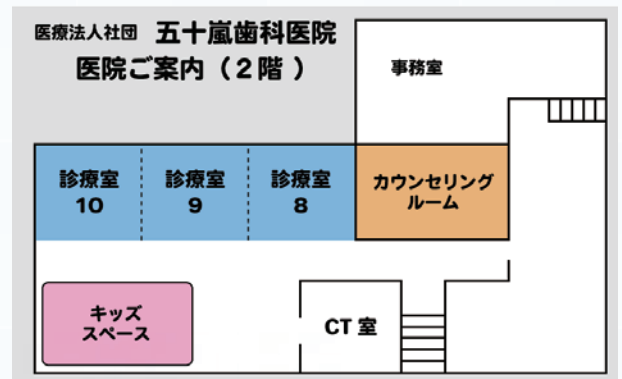 医療法人社団 五十嵐歯科医院
医院ご案内（2階 ）
事務室
診療室
10
診療室
9
診療室
8
カウンセリング
ルーム
キッズ
スペース
CT 室